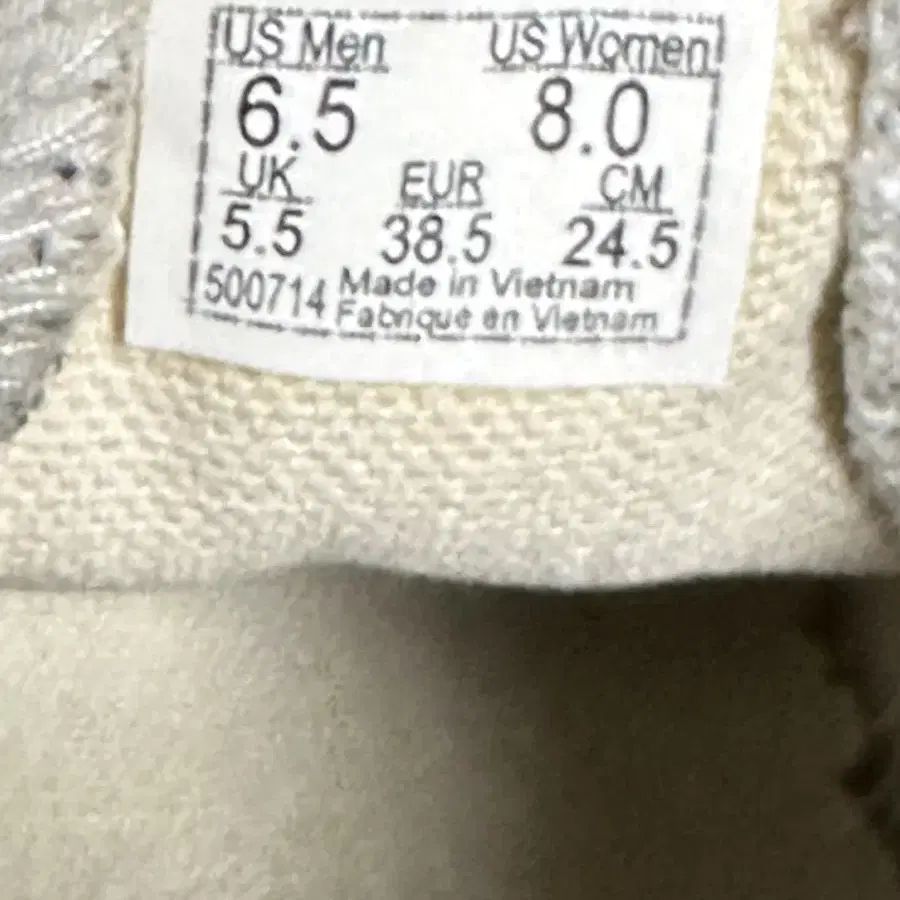 US Men US Women
6.5 8.0
UK EUR CM
5.5 38.5 24.5
500714 Made in Vietnam
Fabrique en Vietnam